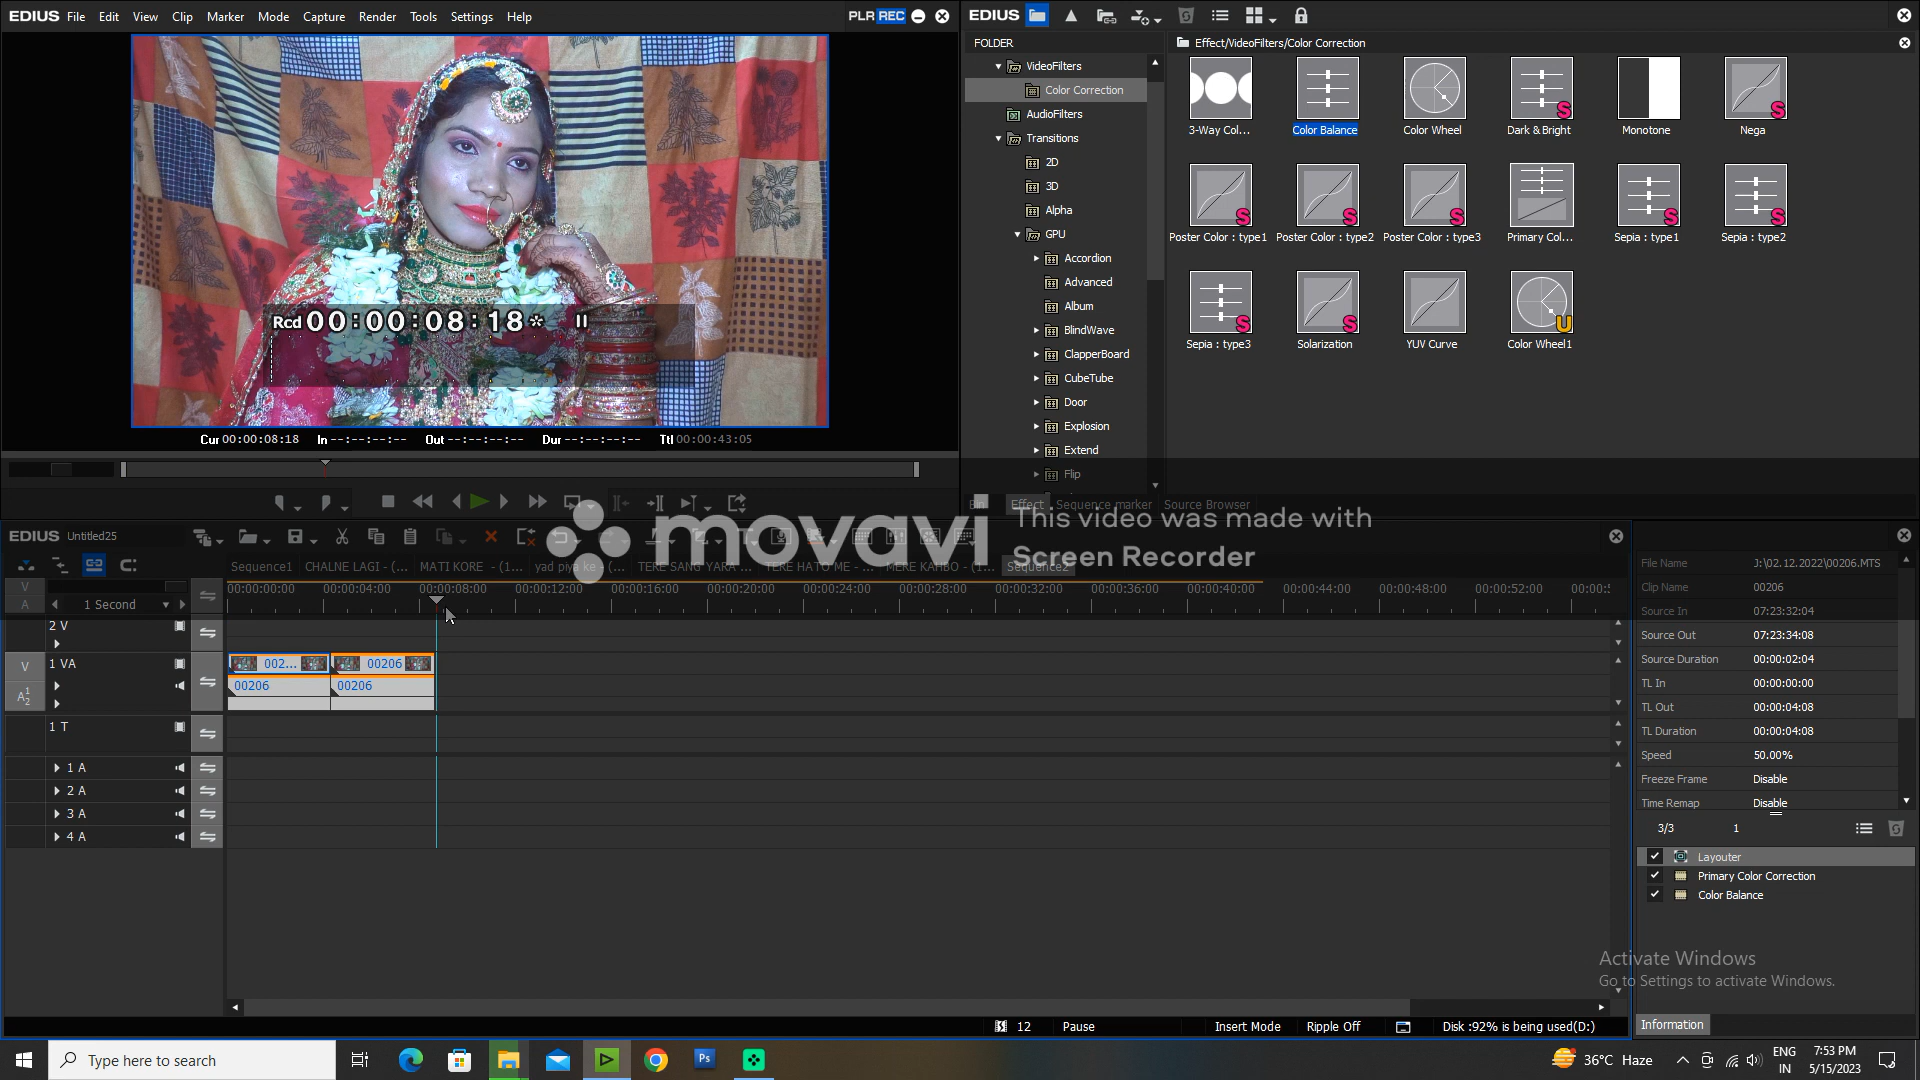 EDIUS File Edit View Clip Marker Mode Capture Render Tools Settings Help PLR REC
Rcd 00:00:08:18* II
Cur 00:00:08:18 In --:--:--:-- Out --:--:--:-- Dur --:--:--:-- Ttl 00:00:43:05
EDIUS
FOLDER
VideoFilters
Color Correction
AudioFilters
Transitions
2D
3D
Alpha
GPU
Accordion
Advanced
Album
BlindWave
ClapperBoard
CubeTube
Door
Explosion
Extend
Flip
Effect/VideoFilters/Color Correction
3-Way Col... Color Balance Color Wheel Dark & Bright Monotone Nega
Poster Color : type1 Poster Color : type2 Poster Color : type3 Primary Col... Sepia : type1 Sepia : type2
Sepia : type3 Solarization YUV Curve Color Wheel1
Bin Effect Sequence marker Source Browser
movavi
This video was made with
Screen Recorder
EDIUS Untitled25
Sequence1 CHALNE LAGI - (... MATI KORE - (1... yad piya ke - (... TERE SANG YARA ... TERE HATO ME - ... MERE KAHBO - (1... Sequence2
V
A
1 Second
00:00:00:00 00:00:04:00 00:00:08:00 00:00:12:00 00:00:16:00 00:00:20:00 00:00:24:00 00:00:28:00 00:00:32:00 00:00:36:00 00:00:40:00 00:00:44:00 00:00:48:00 00:00:52:00 00:00:5
2 V
V 1 VA 002... 00206
A 1 2 00206 00206
1 T
1 A
2 A
3 A
4 A
File Name J:\02.12.2022\00206.MTS
Clip Name 00206
Source In 07:23:32:04
Source Out 07:23:34:08
Source Duration 00:00:02:04
TL In 00:00:00:00
TL Out 00:00:04:08
TL Duration 00:00:04:08
Speed 50.00%
Freeze Frame Disable
Time Remap Disable
3/3 1
Layouter
Primary Color Correction
Color Balance
Activate Windows
Go to Settings to activate Windows.
Information
12 Pause Insert Mode Ripple Off Disk :92% is being used(D:)
Type here to search
Ps
36°C Haze
ENG
IN
7:53 PM
5/15/2023